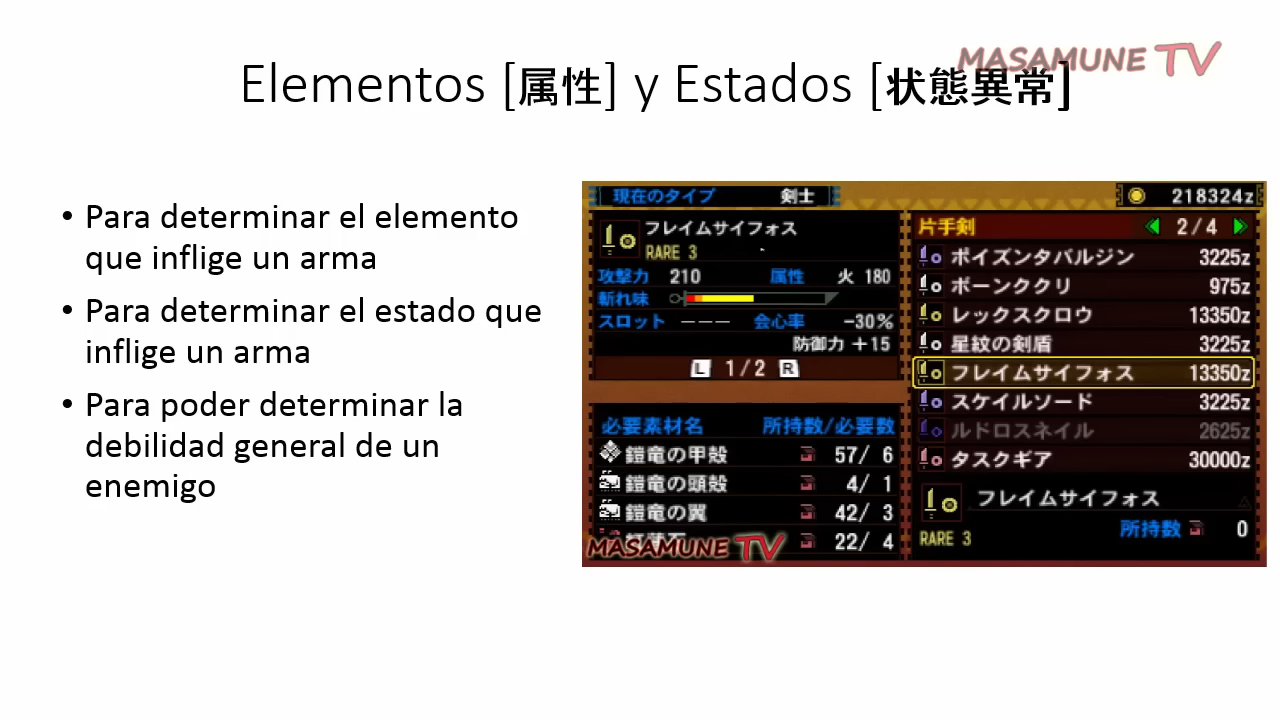 MASAMUNE TV
Elementos [属性] y Estados [状態異常]
• Para determinar el elemento
que inflige un arma
• Para determinar el estado que
inflige un arma
• Para poder determinar la
debilidad general de un
enemigo
現在のタイプ 剣士
218324z
フレイムサイフォス
RARE 3
攻撃力 210 属性 火 180
斬れ味
スロット ――― 会心率 -30%
防御力 +15
L 1/2 R
必要素材名 所持数/必要数
鎧竜の甲殻 57/ 6
鎧竜の頭殻 4/ 1
鎧竜の翼 42/ 3
22/ 4
MASAMUNE TV
片手剣 2/4
ポイズンタバルジン 3225z
ボーンククリ 975z
レックスクロウ 13350z
星紋の剣盾 3225z
フレイムサイフォス 13350z
スケイルソード 3225z
ルドロスネイル 2625z
タスクギア 30000z
フレイムサイフォス
所持数 0
RARE 3